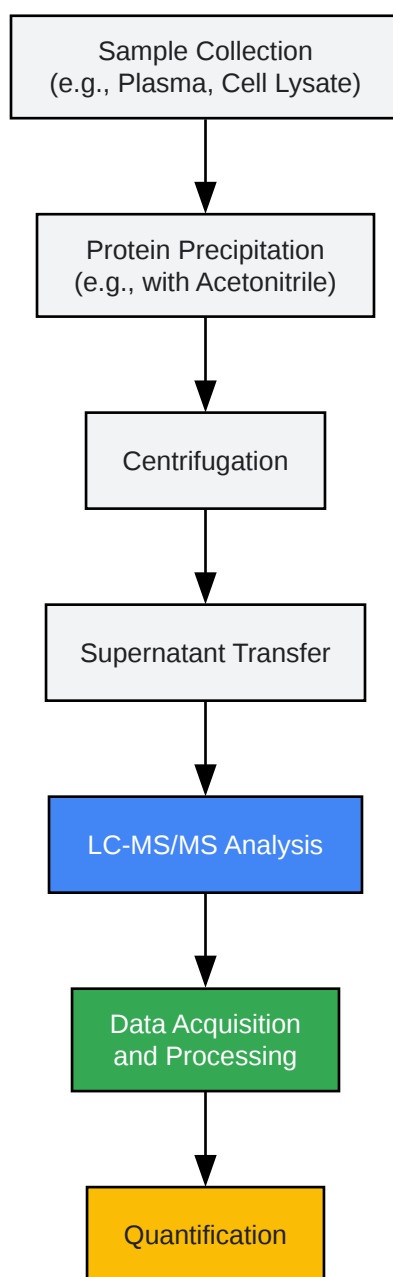 Sample Collection
(e.g., Plasma, Cell Lysate)
Protein Precipitation
(e.g., with Acetonitrile)
Centrifugation
Supernatant Transfer
LC-MS/MS Analysis
Data Acquisition
and Processing
Quantification